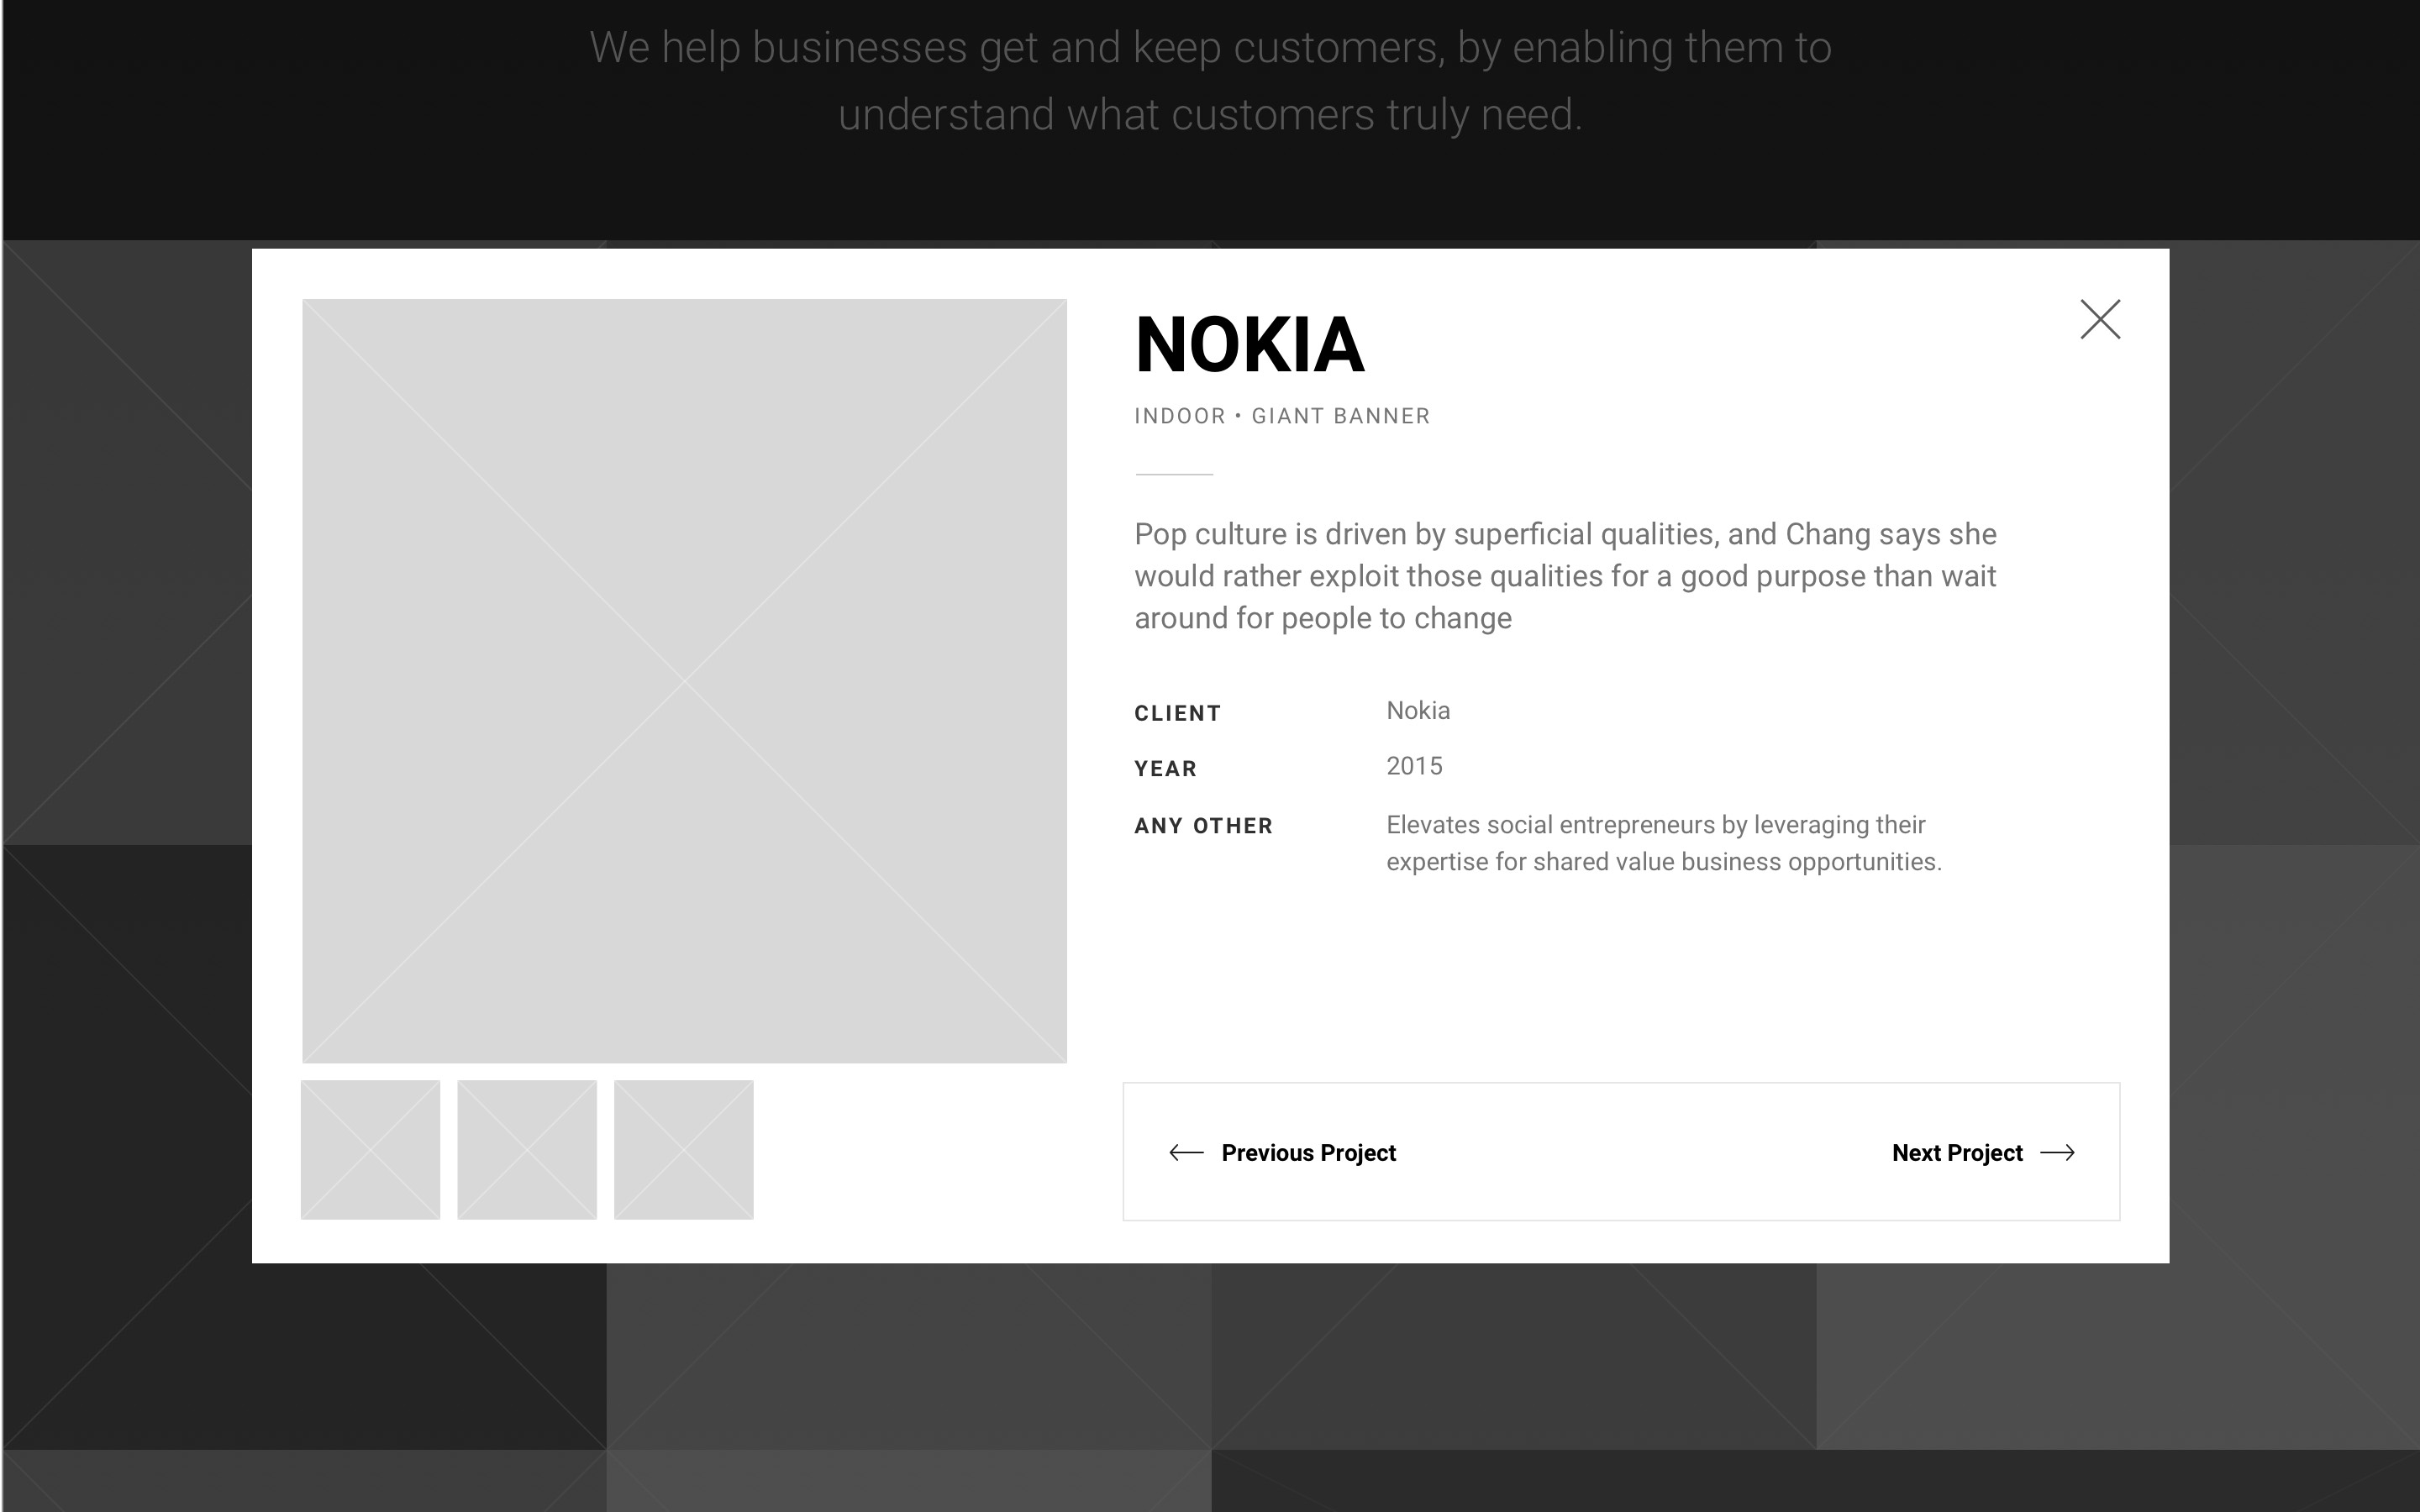 We help businesses get and keep customers, by enabling them to
understand what customers truly need.
NOKIA
INDOOR • GIANT BANNER
Pop culture is driven by superficial qualities, and Chang says she
would rather exploit those qualities for a good purpose than wait
around for people to change
CLIENT Nokia
YEAR 2015
ANY OTHER Elevates social entrepreneurs by leveraging their
expertise for shared value business opportunities.
Previous Project Next Project